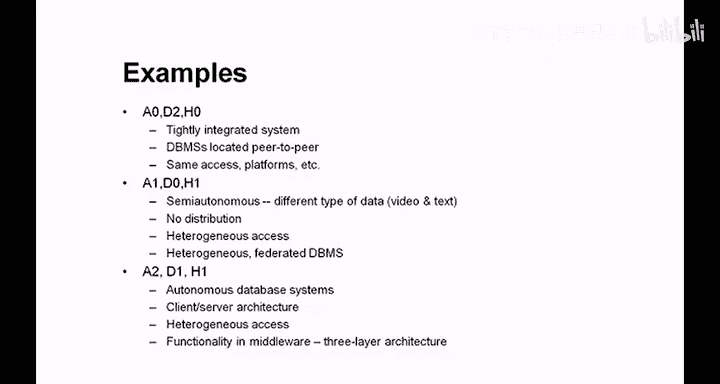 bilibili
Examples
• A0,D2,H0
– Tightly integrated system
– DBMSs located peer-to-peer
– Same access, platforms, etc.
• A1,D0,H1
– Semiautonomous -- different type of data (video & text)
– No distribution
– Heterogeneous access
– Heterogeneous, federated DBMS
• A2, D1, H1
– Autonomous database systems
– Client/server architecture
– Heterogeneous access
– Functionality in middleware – three-layer architecture